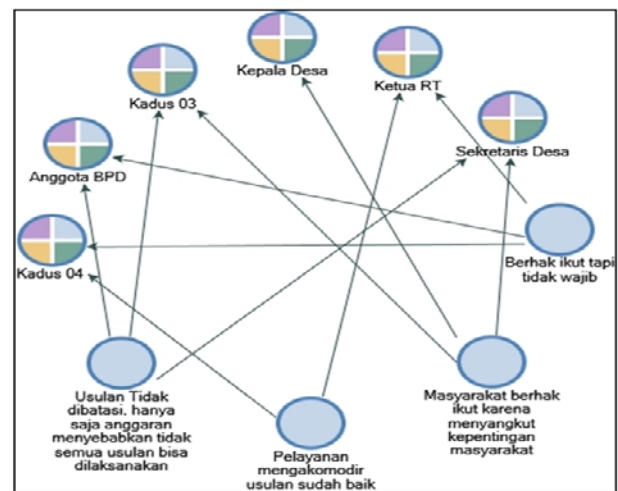 Kepala Desa
Ketua RT
Kadus 03
Sekretaris Desa
Anggota BPD
Kadus 04
Berhak ikut tapi
tidak wajib
Usulan Tidak
dibatasi, hanya
saja anggaran
menyebabkan tidak
semua usulan bisa
dilaksanakan
Pelayanan
mengakomodir
usulan sudah baik
Masyarakat berhak
ikut karena
menyangkut
kepentingan
masyarakat